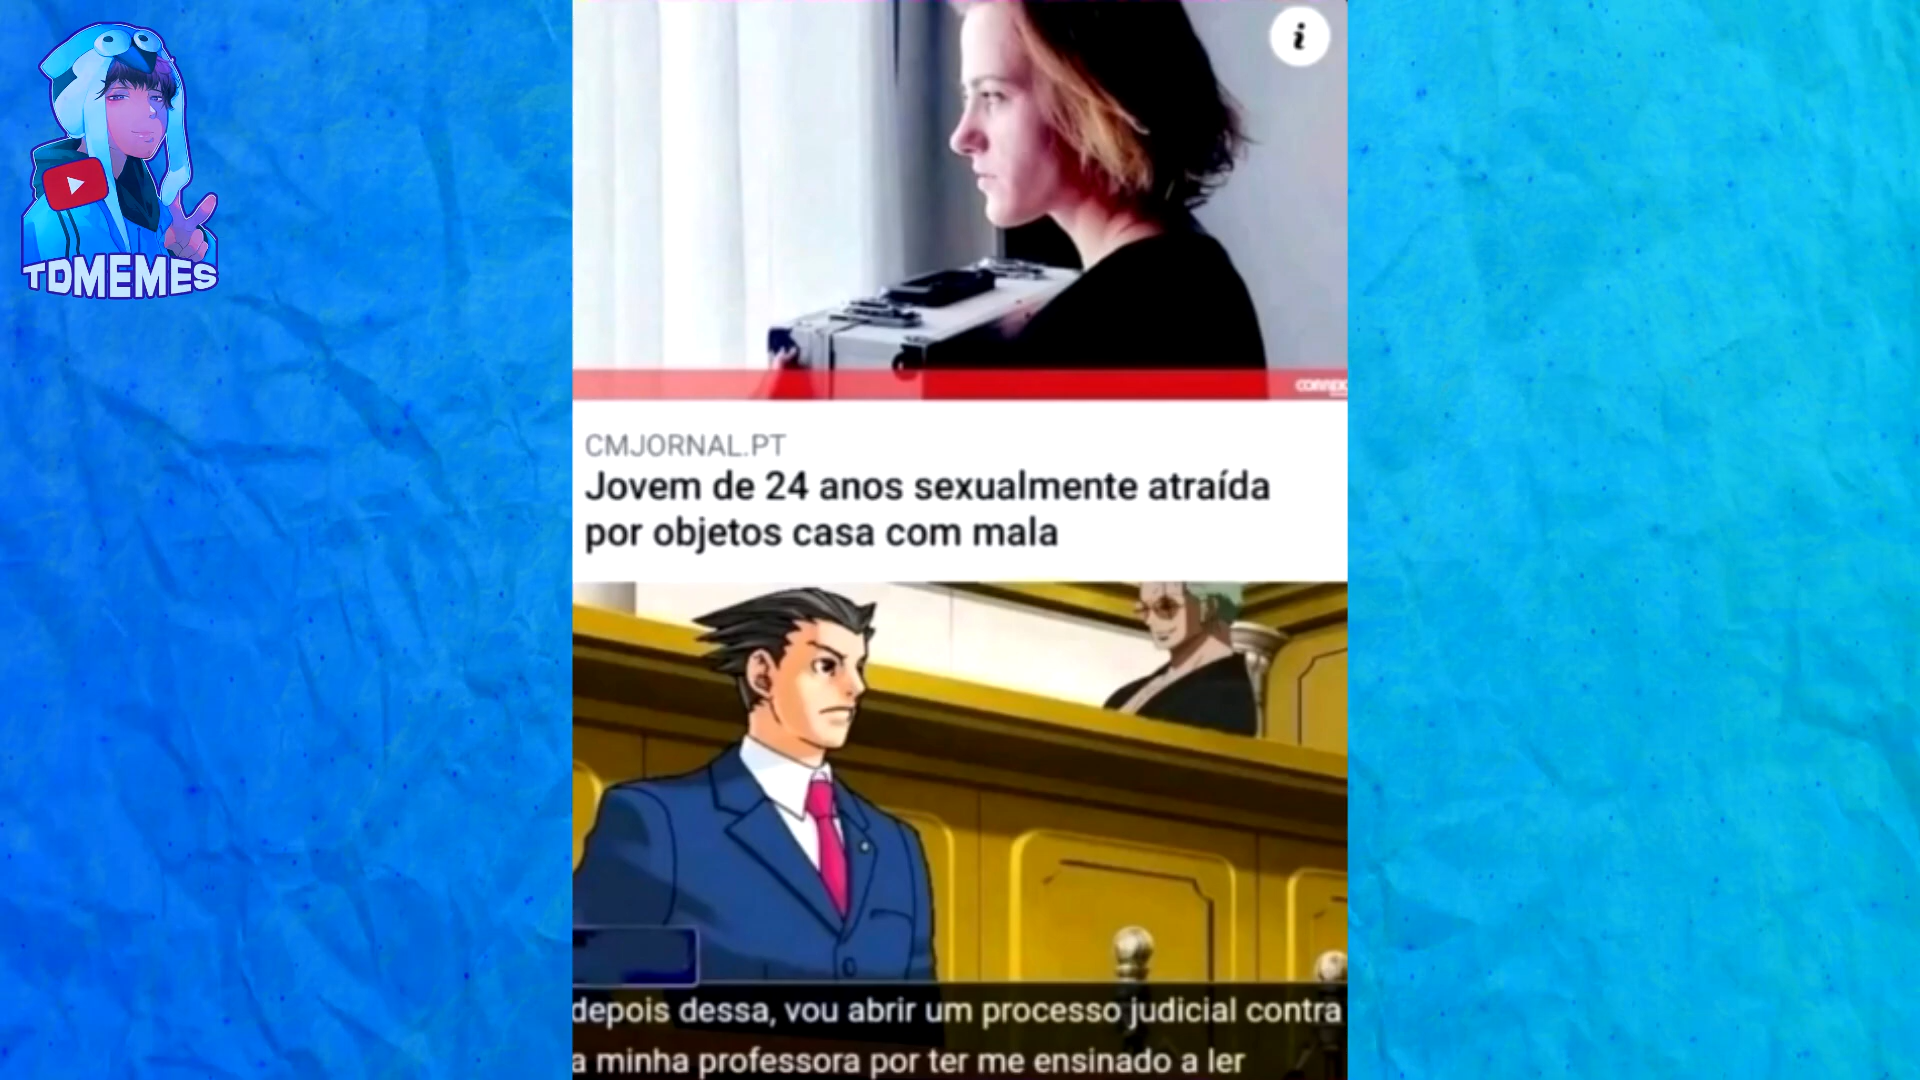 TDMEMES
i
CMJORNAL.PT
Jovem de 24 anos sexualmente atraída
por objetos casa com mala
depois dessa, vou abrir um processo judicial contra
a minha professora por ter me ensinado a ler